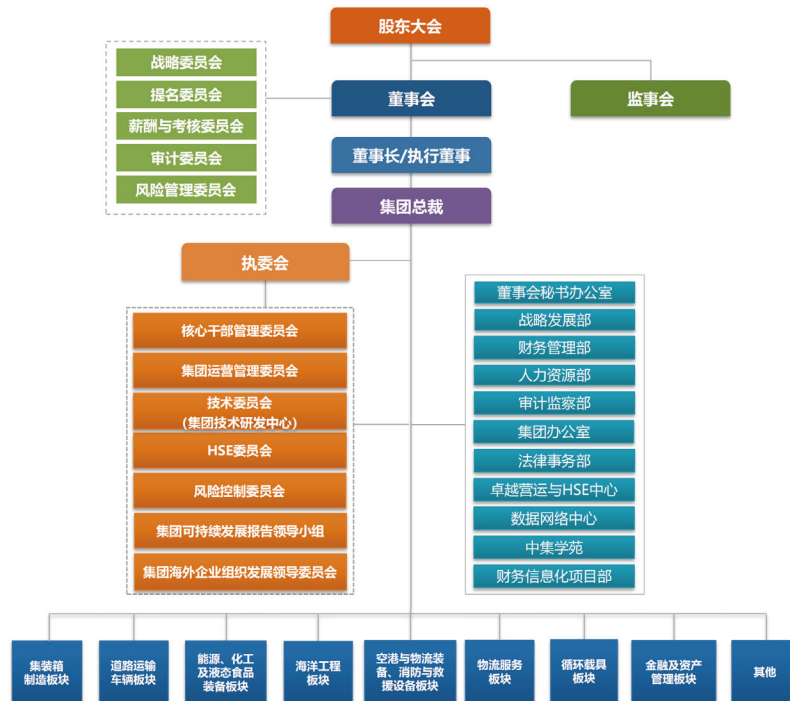 股东大会
战略委员会
提名委员会
薪酬与考核委员会
审计委员会
风险管理委员会
董事会
监事会
董事长/执行董事
集团总裁
执委会
核心干部管理委员会
集团运营管理委员会
技术委员会
（集团技术研发中心）
HSE委员会
风险控制委员会
集团可持续发展报告领导小组
集团海外企业组织发展领导委员会
董事会秘书办公室
战略发展部
财务管理部
人力资源部
审计监察部
集团办公室
法律事务部
卓越营运与HSE中心
数据网络中心
中集学苑
财务信息化项目部
集装箱
制造板块
道路运输
车辆板块
能源、化工
及液态食品
装备板块
海洋工程
板块
空港与物流装
备、消防与救
援设备板块
物流服务
板块
循环载具
板块
金融及资产
管理板块
其他